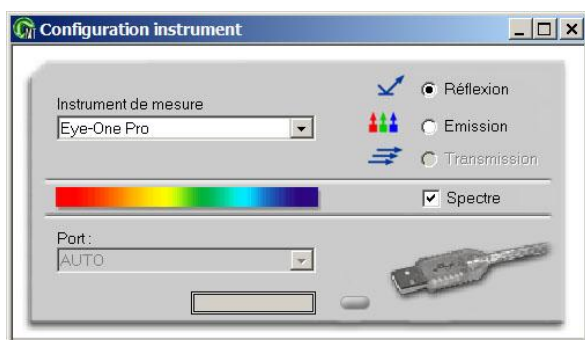 Configuration instrument
Instrument de mesure
Eye-One Pro
Réflexion
Emission
Transmission
Spectre
Port :
AUTO